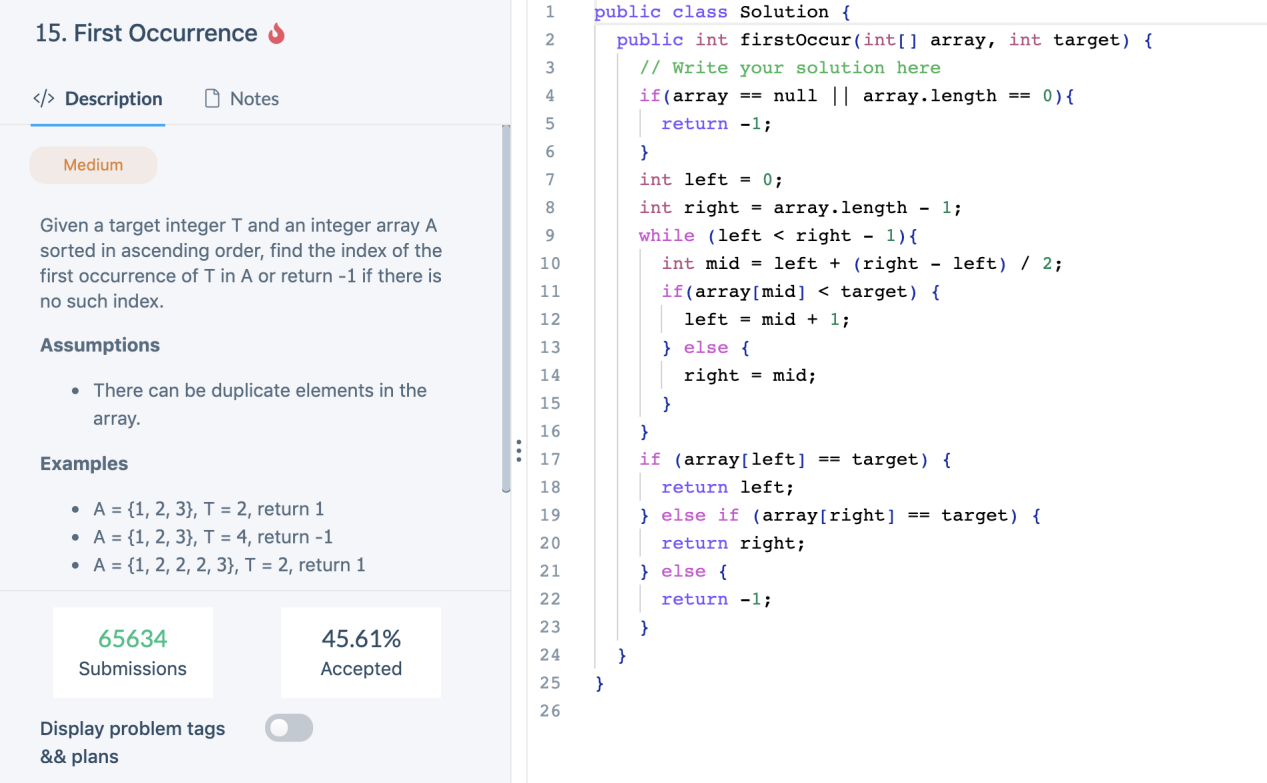 15. First Occurrence
</> Description
Notes
Medium
Given a target integer T and an integer array A
sorted in ascending order, find the index of the
first occurrence of T in A or return -1 if there is
no such index.
Assumptions
• There can be duplicate elements in the
array.
Examples
• A = {1, 2, 3}, T = 2, return 1
• A = {1, 2, 3}, T = 4, return -1
• A = {1, 2, 2, 2, 3}, T = 2, return 1
65634
Submissions
45.61%
Accepted
Display problem tags
&& plans
1 public class Solution {
2   public int firstOccur(int[] array, int target) {
3     // Write your solution here
4     if(array == null || array.length == 0){
5       return -1;
6     }
7     int left = 0;
8     int right = array.length - 1;
9     while (left < right - 1){
10       int mid = left + (right - left) / 2;
11       if(array[mid] < target) {
12         left = mid + 1;
13       } else {
14         right = mid;
15       }
16     }
17     if (array[left] == target) {
18       return left;
19     } else if (array[right] == target) {
20       return right;
21     } else {
22       return -1;
23     }
24   }
25 }
26